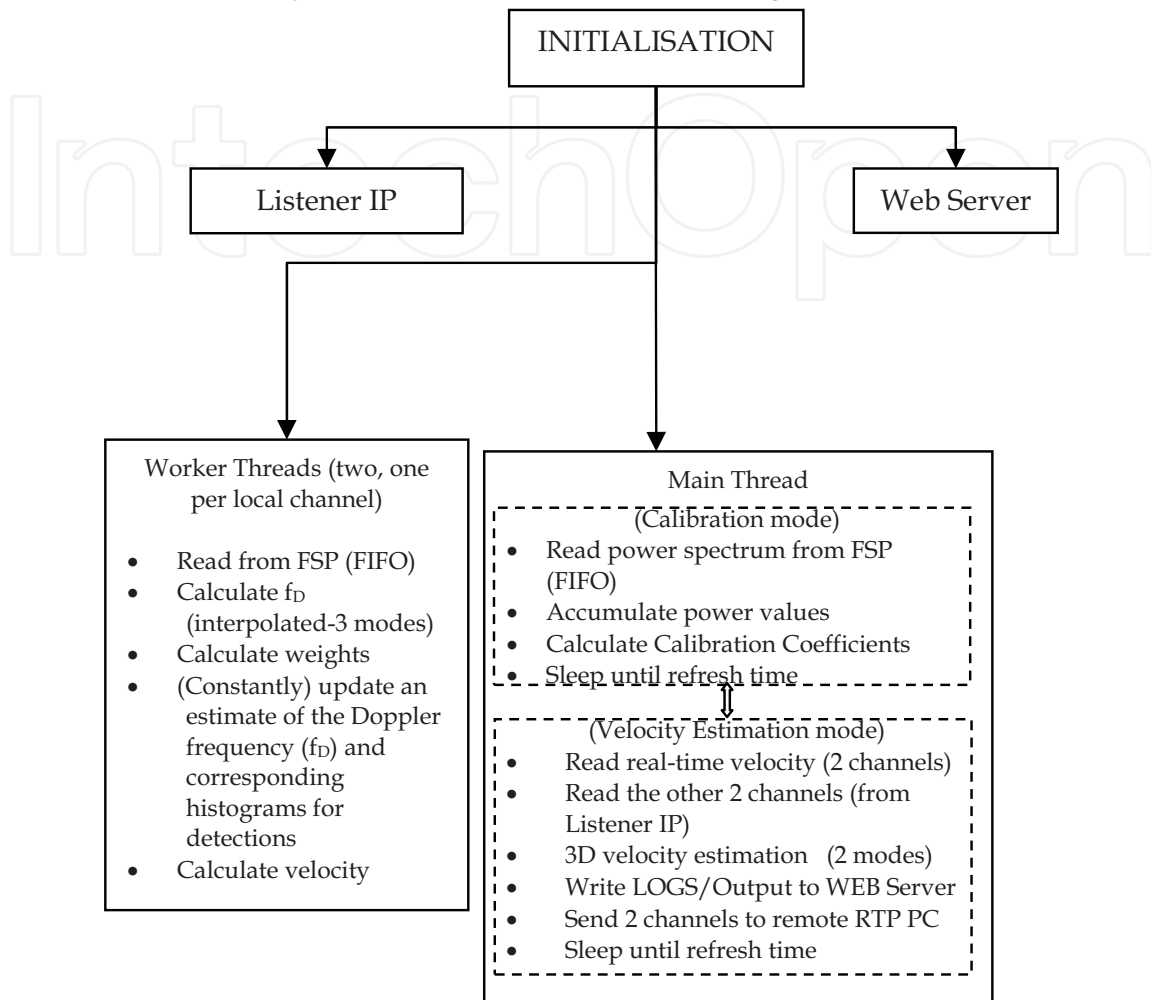 INITIALISATION
IntechOpen
Listener IP
Web Server
Worker Threads (two, one
per local channel)
• Read from FSP (FIFO)
• Calculate fD
(interpolated-3 modes)
• Calculate weights
• (Constantly) update an
estimate of the Doppler
frequency (fD) and
corresponding
histograms for
detections
• Calculate velocity
Main Thread
(Calibration mode)
• Read power spectrum from FSP
(FIFO)
• Accumulate power values
• Calculate Calibration Coefficients
• Sleep until refresh time
(Velocity Estimation mode)
• Read real-time velocity (2 channels)
• Read the other 2 channels (from
Listener IP)
• 3D velocity estimation (2 modes)
• Write LOGS/Output to WEB Server
• Send 2 channels to remote RTP PC
• Sleep until refresh time